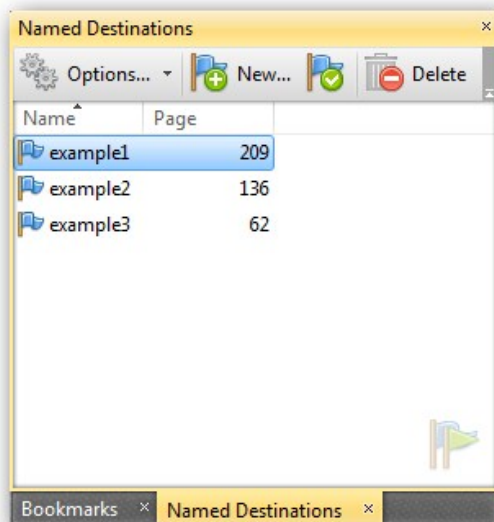 Named Destinations
Options... New... Delete
Name Page
example1 209
example2 136
example3 62
Bookmarks Named Destinations